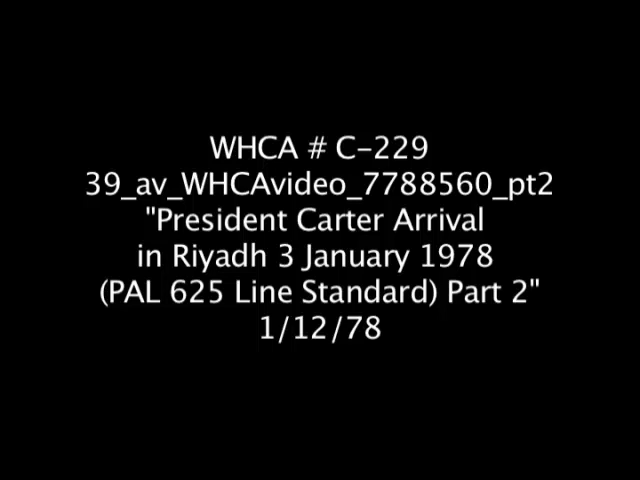 WHCA # C-229
39_av_WHCAvideo_7788560_pt2
"President Carter Arrival
in Riyadh 3 January 1978
(PAL 625 Line Standard) Part 2"
1/12/78